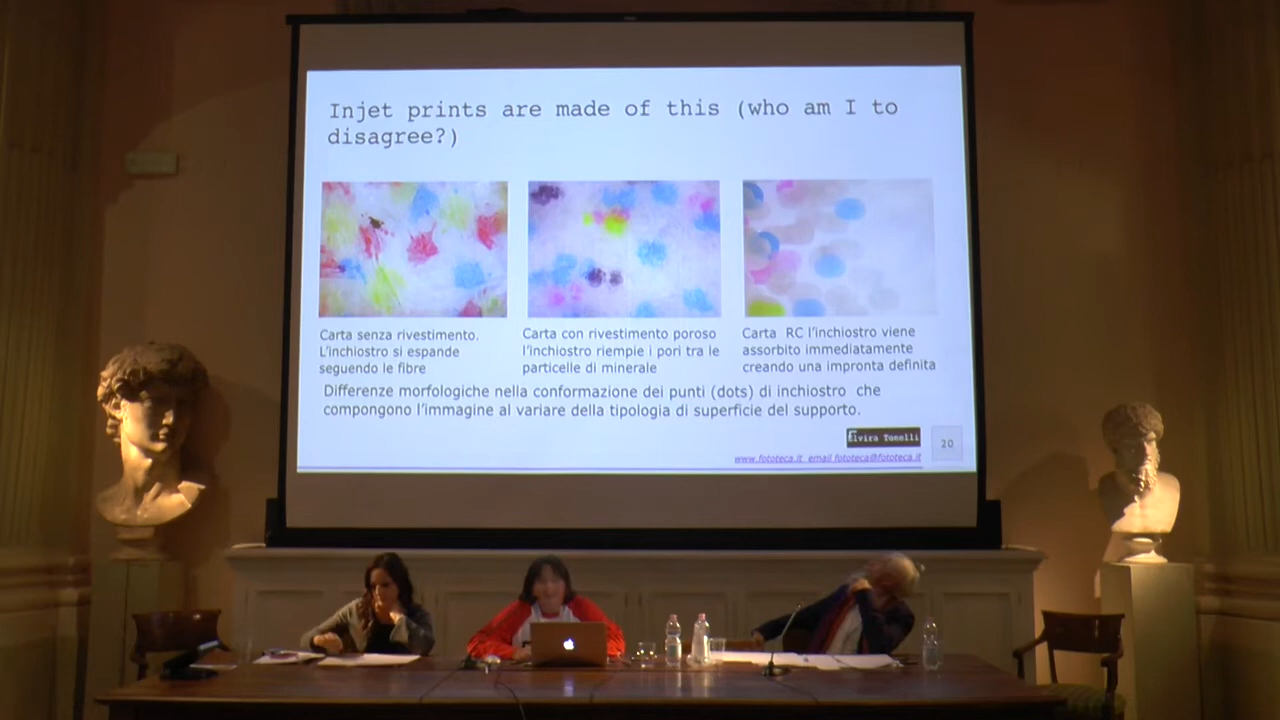 Injet prints are made of this (who am I to
disagree?)
Carta senza rivestimento.
L’inchiostro si espande
seguendo le fibre
Carta con rivestimento poroso
l’inchiostro riempie i pori tra le
particelle di minerale
Carta RC l’inchiostro viene
assorbito immediatamente
creando una impronta definita
Differenze morfologiche nella conformazione dei punti (dots) di inchiostro che
compongono l’immagine al variare della tipologia di superficie del supporto.
Elvira Tonelli
20
www.fototeca.it email fototeca@fototeca.it